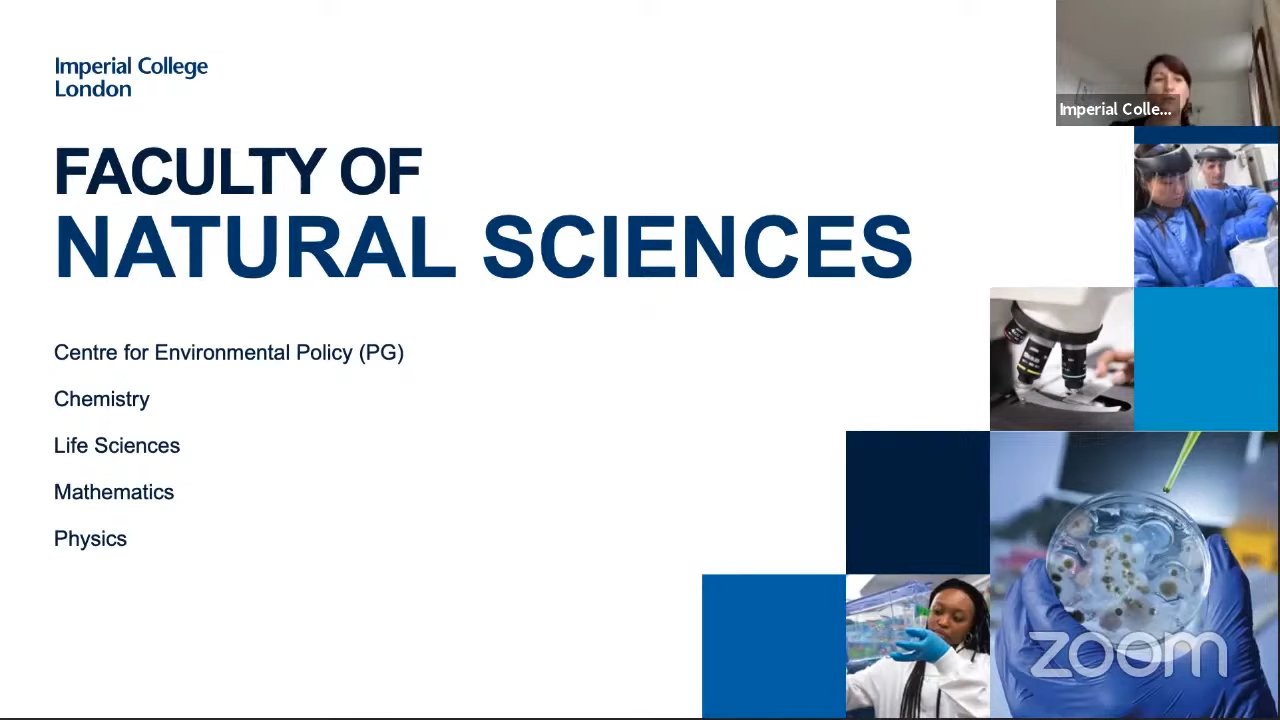 Imperial College
London
Imperial Colle...
FACULTY OF
NATURAL SCIENCES
Centre for Environmental Policy (PG)
Chemistry
Life Sciences
Mathematics
Physics
zoom